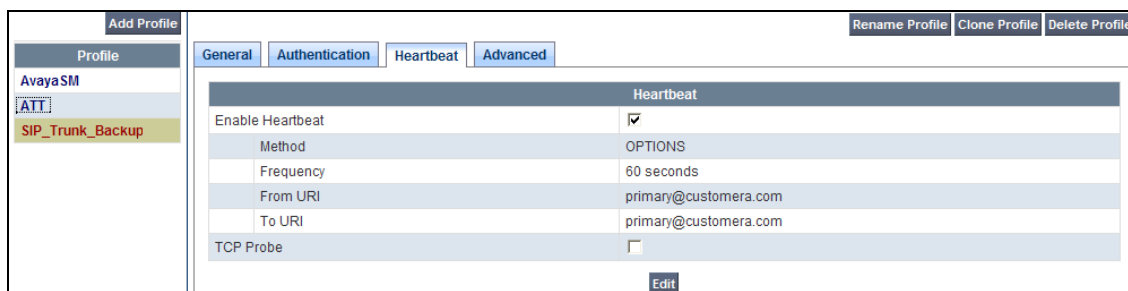 Add Profile
Rename Profile Clone Profile Delete Profile
Profile
AvayaSM
ATT
SIP_Trunk_Backup
General Authentication Heartbeat Advanced
Heartbeat
Enable Heartbeat
Method OPTIONS
Frequency 60 seconds
From URI primary@customera.com
To URI primary@customera.com
TCP Probe
Edit